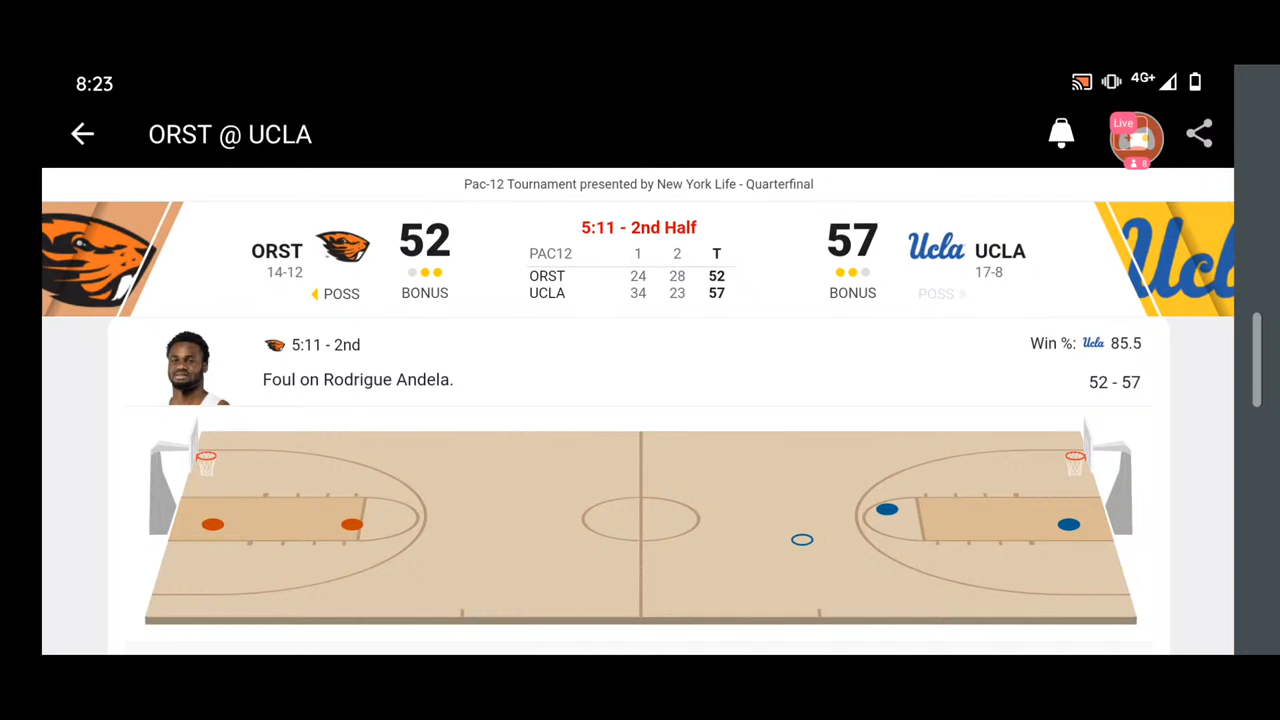 8:23
4G+
ORST @ UCLA
Live
8
Pac-12 Tournament presented by New York Life - Quarterfinal
ORST
14-12
POSS
52
BONUS
5:11 - 2nd Half
PAC12 1 2 T
ORST 24 28 52
UCLA 34 23 57
57
BONUS
Ucla
UCLA
17-8
POSS
Ucl
5:11 - 2nd
Foul on Rodrigue Andela.
Win %: Ucla 85.5
52 - 57